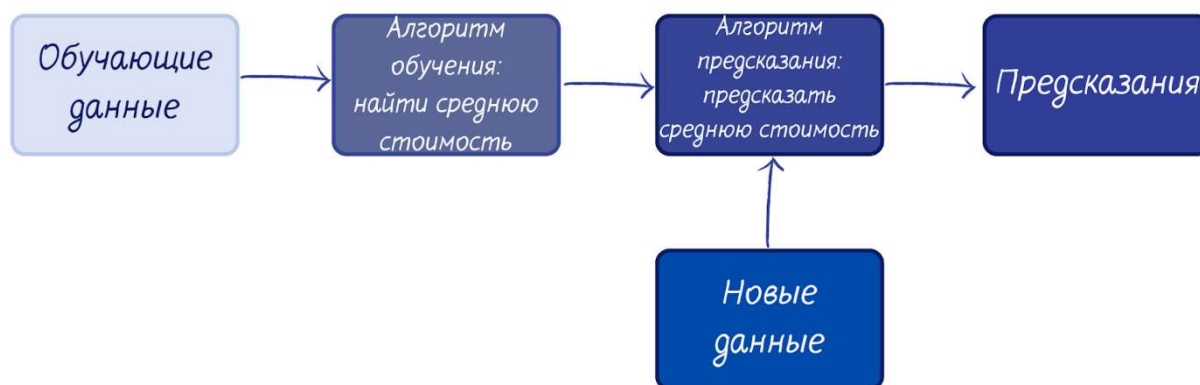 Обучающие
данные
Алгоритм
обучения:
найти среднюю
стоимость
Алгоритм
предсказания:
предсказать
среднюю стоимость
Предсказания
Новые
данные